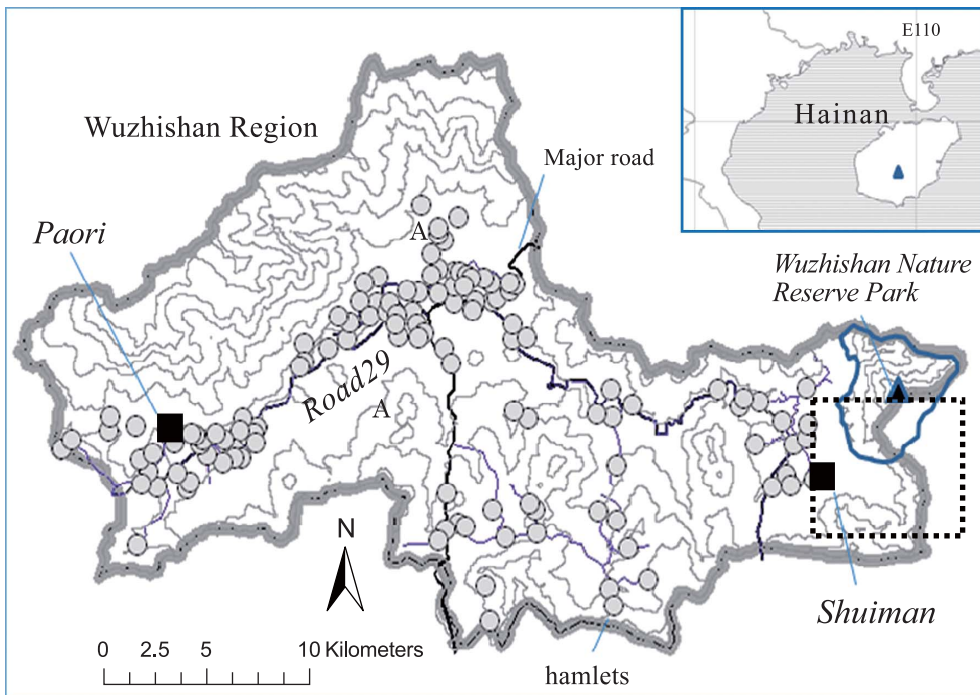 E110
Hainan
Wuzhishan Region
Major road
Paori
A
Wuzhishan Nature
Reserve Park
Road29
A
N
Shuiman
0 2.5 5 10 Kilometers
hamlets